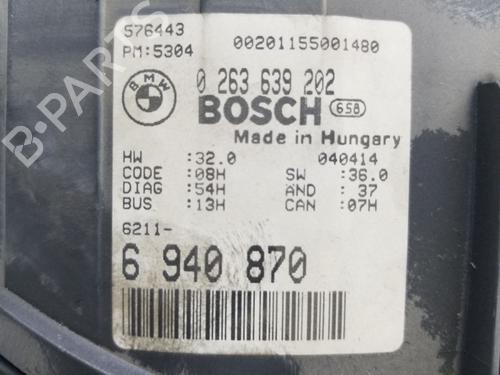 576443
PM:5304
00201155001480
BMW
0 263 639 202
BOSCH 658
Made in Hungary
HW :32.0 040414
CODE :08H SW :36.0
DIAG :54H AND : 37
BUS :13H CAN :07H
6211-
6 940 870